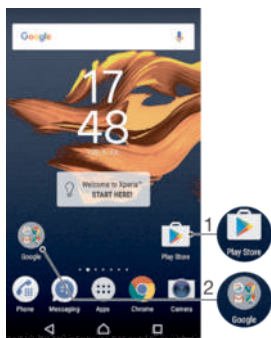 Google
17
48
Welcome to Xperia™
START HERE!
1
Play Store
Google
Play Store
2
Phone
Messaging
Apps
Chrome
Camera
Google